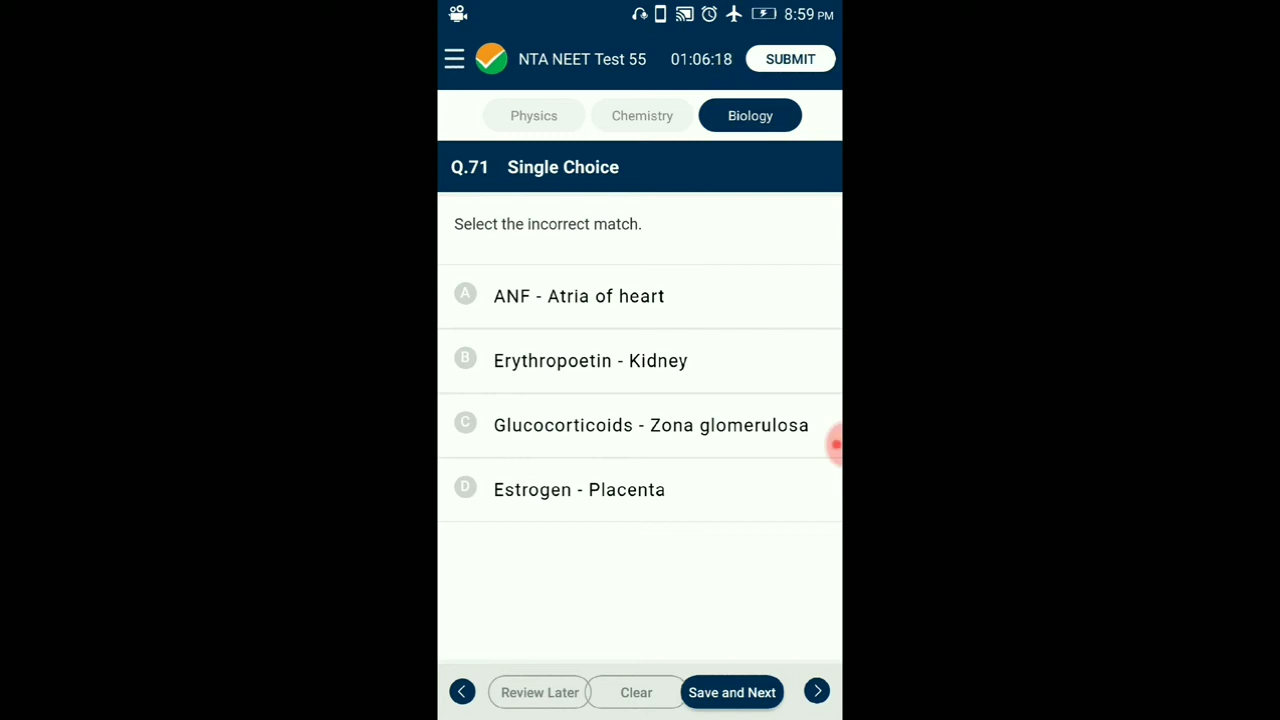 8:59 PM
NTA NEET Test 55 01:06:18 SUBMIT
Physics Chemistry Biology
Q.71 Single Choice
Select the incorrect match.
A ANF - Atria of heart
B Erythropoetin - Kidney
C Glucocorticoids - Zona glomerulosa
D Estrogen - Placenta
Review Later Clear Save and Next